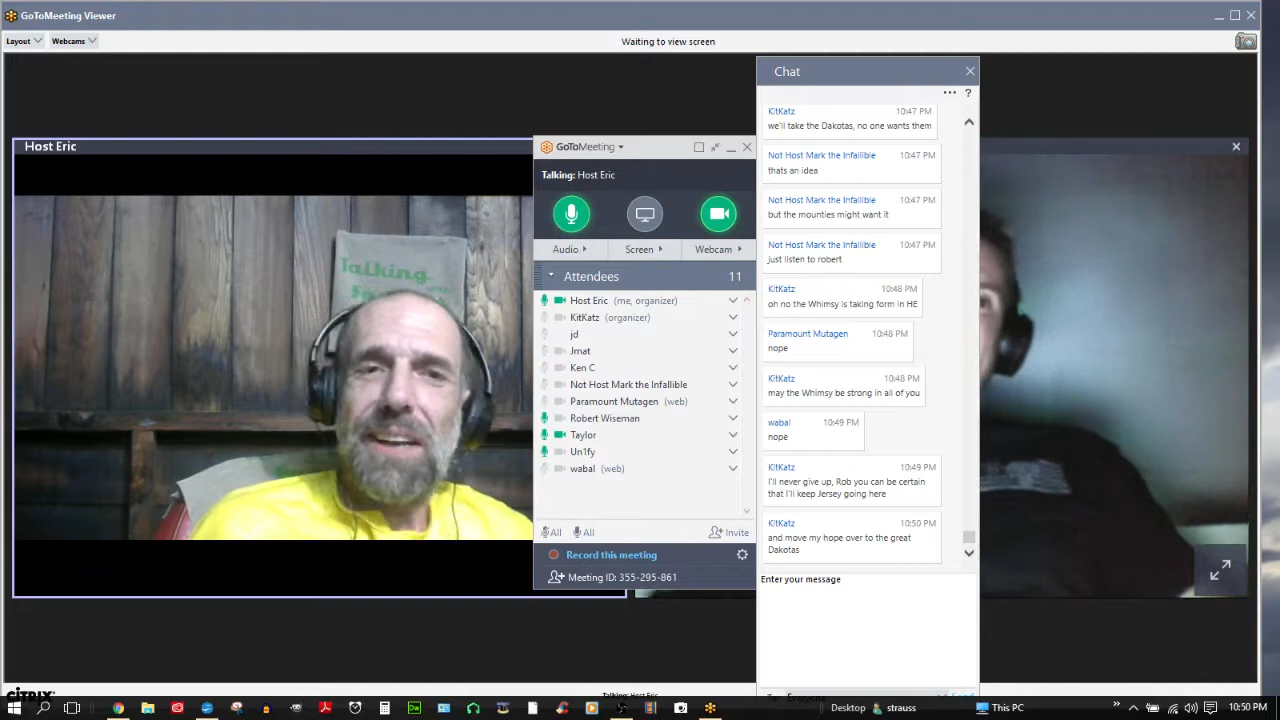 GoToMeeting Viewer
Layout
Webcams
Waiting to view screen
Host Eric
Talking
GoToMeeting
Talking: Host Eric
Audio
Screen
Webcam
Attendees 11
Host Eric (me, organizer)
KitKatz (organizer)
jd
Jmat
Ken C
Not Host Mark the Infallible
Paramount Mutagen (web)
Robert Wiseman
Taylor
Un1fy
wabal (web)
All
All
Invite
Record this meeting
Meeting ID: 355-295-861
Chat
... ?
KitKatz 10:47 PM
we'll take the Dakotas, no one wants them
Not Host Mark the Infallible 10:47 PM
thats an idea
Not Host Mark the Infallible 10:47 PM
but the mounties might want it
Not Host Mark the Infallible 10:47 PM
just listen to robert
KitKatz 10:48 PM
oh no the Whimsy is taking form in HE
Paramount Mutagen 10:48 PM
nope
KitKatz 10:48 PM
may the Whimsy be strong in all of you
wabal 10:49 PM
nope
KitKatz 10:49 PM
I'll never give up, Rob you can be certain
that I'll keep Jersey going here
KitKatz 10:50 PM
and move my hope over to the great
Dakotas
Enter your message
CİTRIX
Talking: Host Eric
Dw
Desktop
strauss
This PC
10:50 PM